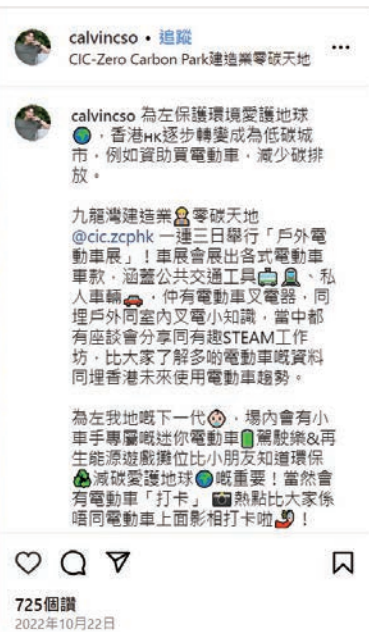 calvincso • 追蹤
CIC-Zero Carbon Park建造業零碳天地
calvincso 為左保護環境愛護地球
🌍，香港HK逐步轉變成為低碳城
市，例如資助買電動車，減少碳排
放。
九龍灣建造業👷零碳天地
@cic.zcphk 一連三日舉行「戶外電
動車展」！車展會展出各式電動車
車款，涵蓋公共交通工具🚍🚊、私
人車輛🚗，仲有電動車叉電器，同
埋戶外同室內叉電小知識，當中都
有座談會分享同有趣STEAM工作
坊，比大家了解多啲電動車嘅資料
同埋香港未來使用電動車趨勢。
為左我地嘅下一代👶，場內會有小
車手專屬嘅迷你電動車🔋駕駛樂&再
生能源遊戲攤位比小朋友知道環保
♻️減碳愛護地球🌍嘅重要！當然會
有電動車「打卡」📸熱點比大家係
唔同電動車上面影相打卡啦🤳！
725個讚
2022年10月22日